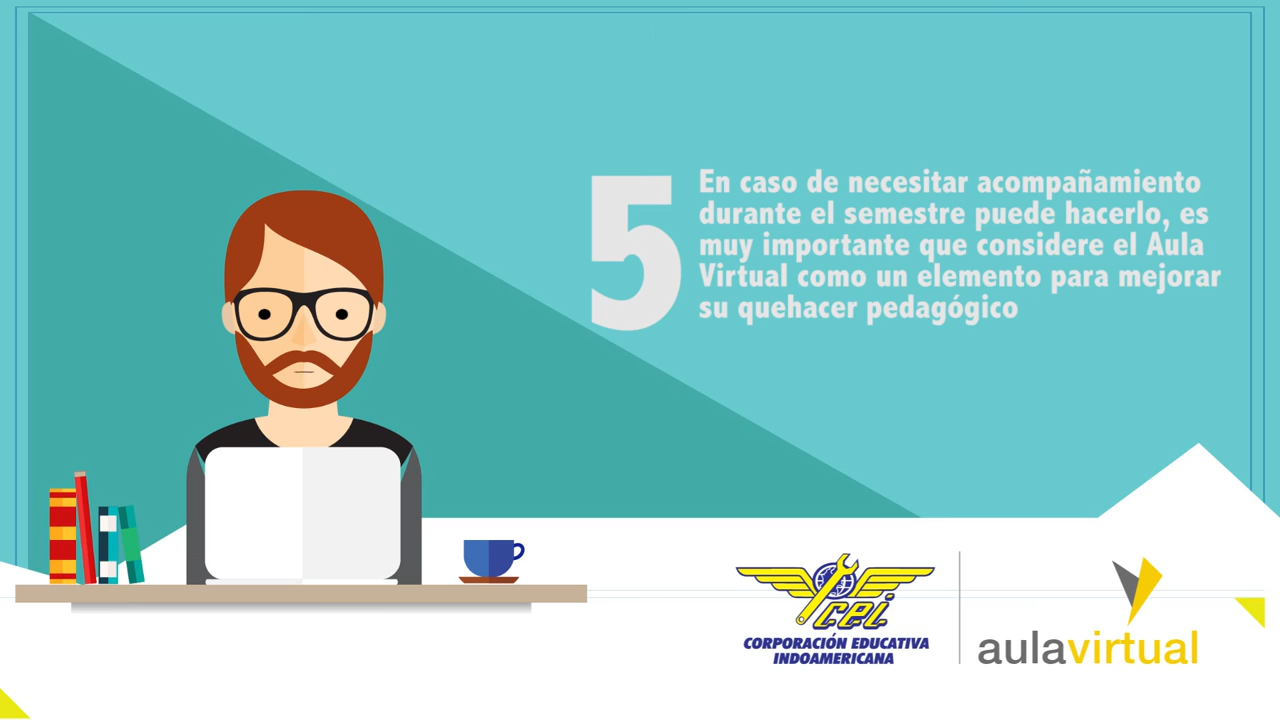 5
En caso de necesitar acompañamiento
durante el semestre puede hacerlo, es
muy importante que considere el Aula
Virtual como un elemento para mejorar
su quehacer pedagógico
cei
CORPORACIÓN EDUCATIVA
INDOAMERICANA
aulavirtual